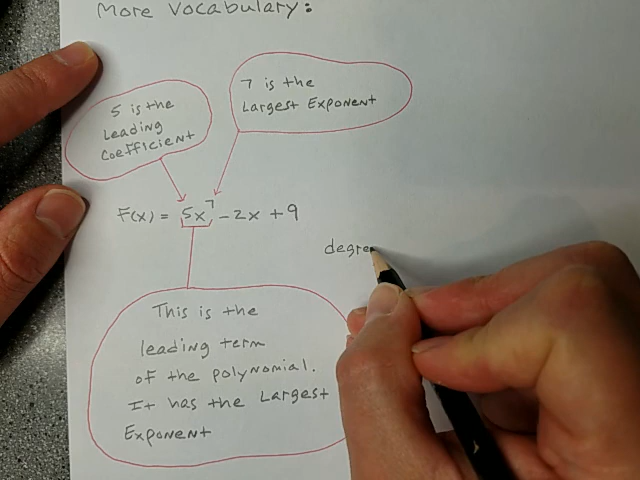 More Vocabulary:
5 is the
Leading
Coefficient
7 is the
Largest Exponent
F(x) = 5x⁷ - 2x + 9
degre
This is the
leading term
of the polynomial.
It has the Largest
Exponent